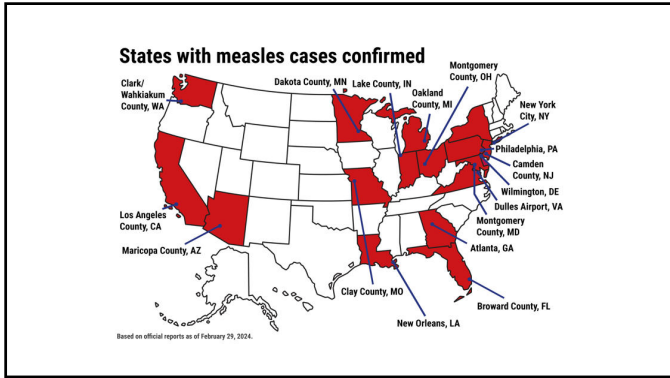 States with measles cases confirmed
Clark/
Wahkiakum
County, WA
Dakota County, MN
Lake County, IN
Oakland
County, MI
Montgomery
County, OH
New York
City, NY
Philadelphia, PA
Camden
County, NJ
Wilmington, DE
Dulles Airport, VA
Montgomery
County, MD
Atlanta, GA
Los Angeles
County, CA
Maricopa County, AZ
Clay County, MO
Broward County, FL
New Orleans, LA
Based on official reports as of February 29, 2024.